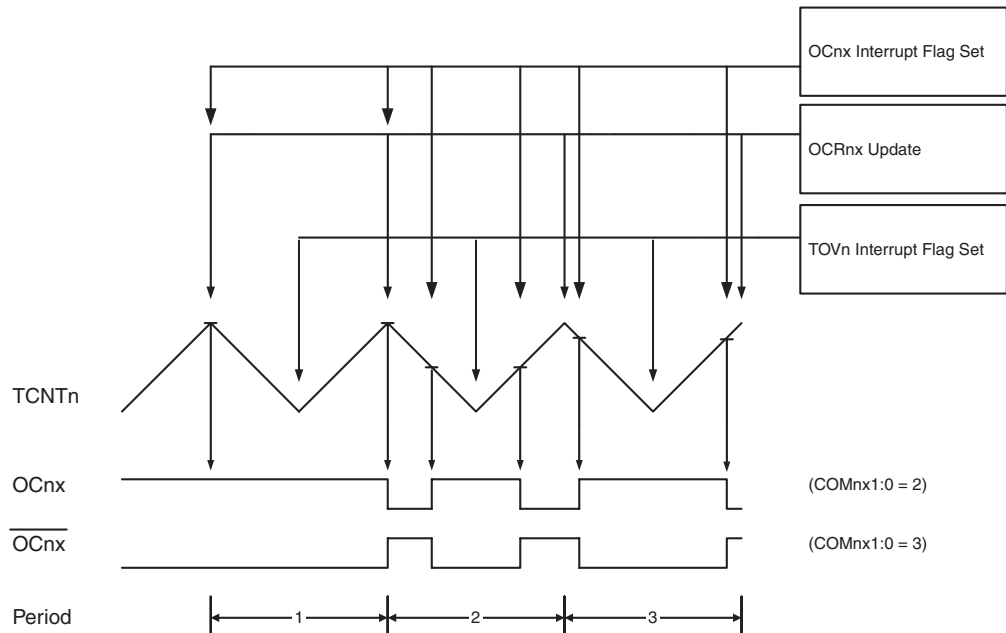 OCnx Interrupt Flag Set
OCRnx Update
TOVn Interrupt Flag Set
TCNTn
OCnx
(COMnx1:0 = 2)
OCnx
(COMnx1:0 = 3)
Period
1
2
3